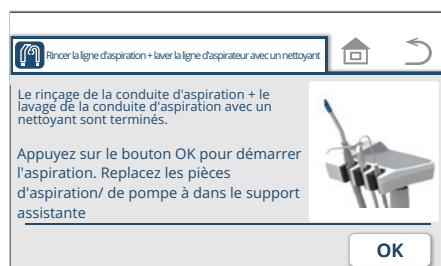 Rincer la ligne d'aspiration + laver la ligne d'aspirateur avec un nettoyant
Le rinçage de la conduite d'aspiration + le
lavage de la conduite d'aspiration avec un
nettoyant sont terminés.
Appuyez sur le bouton OK pour démarrer
l'aspiration. Replacez les pièces
d'aspiration/ de pompe à dans le support
assistante
OK